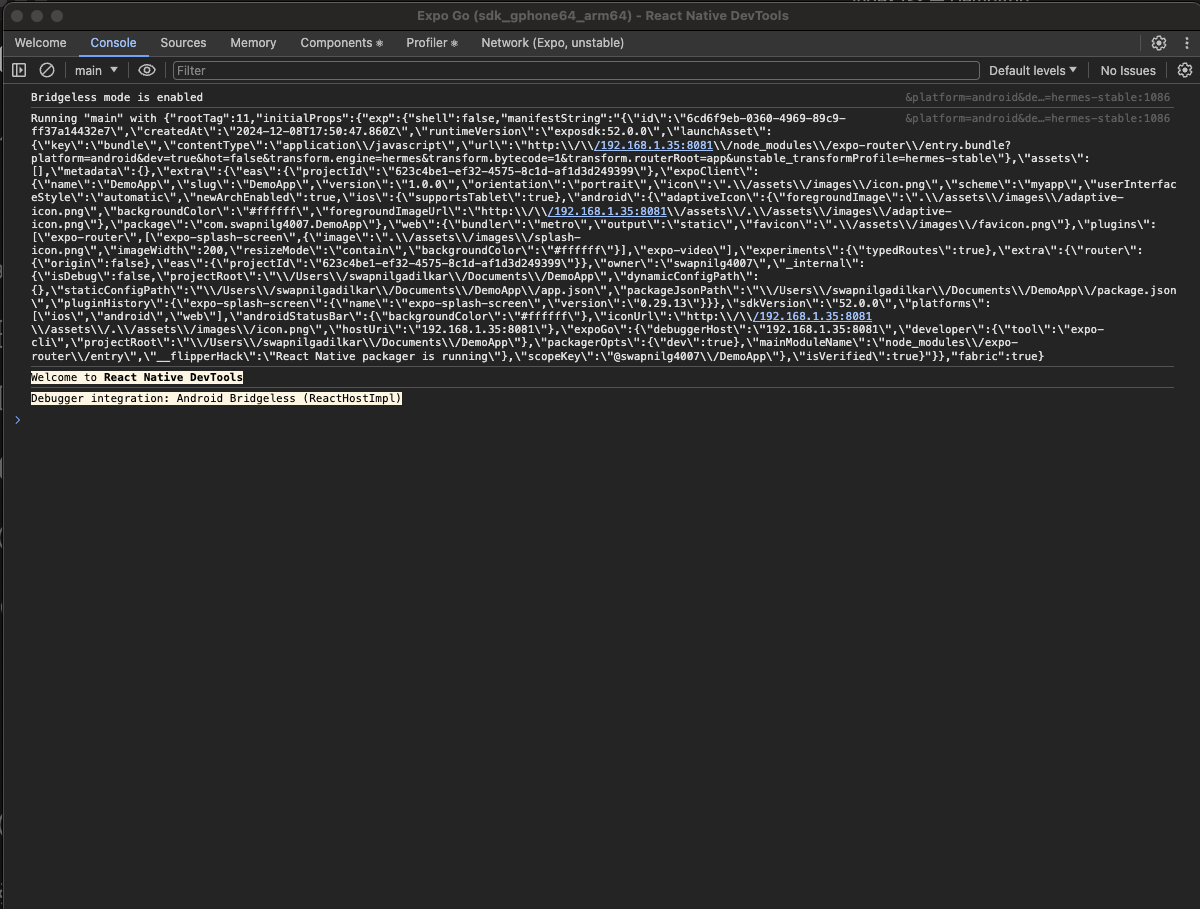 Expo Go (sdk_gphone64_arm64) - React Native DevTools
Welcome Console Sources Memory Components ⚛ Profiler ⚛ Network (Expo, unstable)
main ▼ Filter Default levels ▼ No Issues
Bridgeless mode is enabled &platform=android&de…=hermes-stable:1086
Running "main" with {"rootTag":11,"initialProps":{"exp":{"shell":false,"manifestString":"{\"id\":\"6cd6f9eb-0360-4969-89c9- &platform=android&de…=hermes-stable:1086
ff37a14432e7\",\"createdAt\":\"2024-12-08T17:50:47.860Z\",\"runtimeVersion\":\"exposdk:52.0.0\",\"launchAsset\":
{\"key\":\"bundle\",\"contentType\":\"application\\/javascript\",\"url\":\"http:\\/\\/192.168.1.35:8081\\/node_modules\\/expo-router\\/entry.bundle?
platform=android&dev=true&hot=false&transform.engine=hermes&transform.bytecode=1&transform.routerRoot=app&unstable_transformProfile=hermes-stable\"},\"assets\":
[],\"metadata\":{},\"extra\":{\"eas\":{\"projectId\":\"623c4be1-ef32-4575-8c1d-af1d3d249399\"},\"expoClient\":
{\"name\":\"DemoApp\",\"slug\":\"DemoApp\",\"version\":\"1.0.0\",\"orientation\":\"portrait\",\"icon\":\".\\/assets\\/images\\/icon.png\",\"scheme\":\"myapp\",\"userInterfac
eStyle\":\"automatic\",\"newArchEnabled\":true,\"ios\":{\"supportsTablet\":true},\"android\":{\"adaptiveIcon\":{\"foregroundImage\":\".\\/assets\\/images\\/adaptive-
icon.png\",\"backgroundColor\":\"#ffffff\",\"foregroundImageUrl\":\"http:\\/\\/192.168.1.35:8081\\/assets\\/.\\/assets\\/images\\/adaptive-
icon.png\"},\"package\":\"com.swapnilg4007.DemoApp\"},\"web\":{\"bundler\":\"metro\",\"output\":\"static\",\"favicon\":\".\\/assets\\/images\\/favicon.png\"},\"plugins\":
[\"expo-router\",[\"expo-splash-screen\",{\"image\":\".\\/assets\\/images\\/splash-
icon.png\",\"imageWidth\":200,\"resizeMode\":\"contain\",\"backgroundColor\":\"#ffffff\"}],\"expo-video\"],\"experiments\":{\"typedRoutes\":true},\"extra\":{\"router\":
{\"origin\":false},\"eas\":{\"projectId\":\"623c4be1-ef32-4575-8c1d-af1d3d249399\"}},\"owner\":\"swapnilg4007\",\"_internal\":
{\"isDebug\":false,\"projectRoot\":\"\\/Users\\/swapnilgadilkar\\/Documents\\/DemoApp\",\"dynamicConfigPath\":
{},\"staticConfigPath\":\"\\/Users\\/swapnilgadilkar\\/Documents\\/DemoApp\\/app.json\",\"packageJsonPath\":\"\\/Users\\/swapnilgadilkar\\/Documents\\/DemoApp\\/package.json
\",\"pluginHistory\":{\"expo-splash-screen\":{\"name\":\"expo-splash-screen\",\"version\":\"0.29.13\"}}},\"sdkVersion\":\"52.0.0\",\"platforms\":
[\"ios\",\"android\",\"web\"],\"androidStatusBar\":{\"backgroundColor\":\"#ffffff\"},\"iconUrl\":\"http:\\/\\/192.168.1.35:8081
\\/assets\\/.\\/assets\\/images\\/icon.png\",\"hostUri\":\"192.168.1.35:8081\"},\"expoGo\":{\"debuggerHost\":\"192.168.1.35:8081\",\"developer\":{\"tool\":\"expo-
cli\",\"projectRoot\":\"\\/Users\\/swapnilgadilkar\\/Documents\\/DemoApp\"},\"packagerOpts\":{\"dev\":true},\"mainModuleName\":\"node_modules\\/expo-
router\\/entry\",\"__flipperHack\":\"React Native packager is running\"},\"scopeKey\":\"@swapnilg4007\\/DemoApp\"},\"isVerified\":true}"}},"fabric":true}
Welcome to React Native DevTools
Debugger integration: Android Bridgeless (ReactHostImpl)